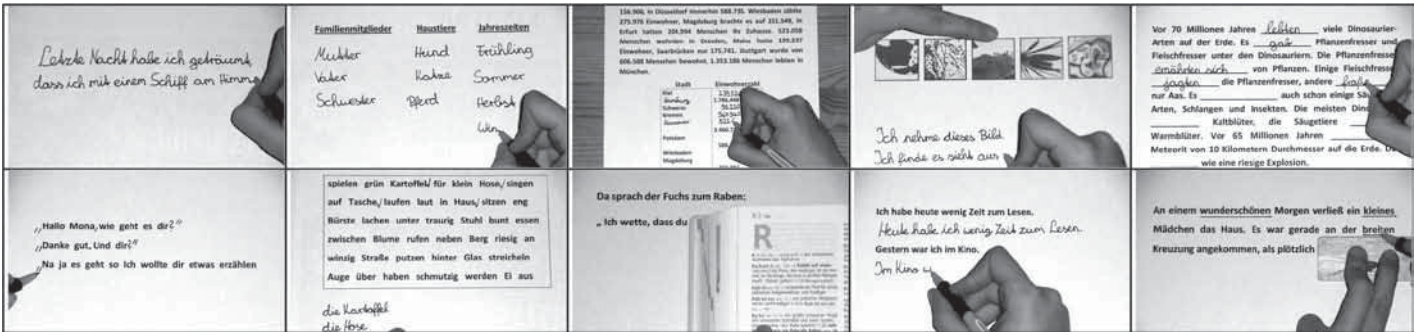 Letzte Nacht habe ich geträumt,
dass ich mit einem Schiff am Himme
Familienmitglieder Haustiere Jahreszeiten
Mutter Hund Frühling
Vater Katze Sommer
Schwester Pferd Herbst
Win
156.906, in Düsseldorf immerhin 588.735. Wiesbaden zählte
275.976 Einwohner, Magdeburg brachte es auf 231.549, in
Erfurt hatten 204.994 Menschen ihr Zuhause. 523.058
Menschen wohnten in Dresden, Mainz hatte 199.237
Einwohner, Saarbrücken nur 175.741. Stuttgart wurde von
606.588 Menschen bewohnt, 1.353.186 Menschen lebten in
München.
Stadt Einwohnerzahl
Kiel
Hamburg
Schwerin
Bremen
Hannover
Potsdam
Wiesbaden
Magdeburg
Ich nehme dieses Bild.
Ich finde es sieht aus
Vor 70 Millionen Jahren lebten viele Dinosaurier-
Arten auf der Erde. Es gab Pflanzenfresser und
Fleischfresser unter den Dinosauriern. Die Pflanzenfresse
ernährten sich von Pflanzen. Einige Fleischfresse
jagten die Pflanzenfresser, andere fraße
nur Aas. Es auch schon einige Säu
Arten, Schlangen und Insekten. Die meisten Dino
Kaltblüter, die Säugetiere
Warmblüter. Vor 65 Millionen Jahren
Meteorit von 10 Kilometern Durchmesser auf die Erde. Da
wie eine riesige Explosion.
„Hallo Mona, wie geht es dir?"
„Danke gut. Und dir?"
„Na ja es geht so Ich wollte dir etwas erzählen
spielen grün Kartoffel/ für klein Hose/ singen
auf Tasche/ laufen laut in Haus/ sitzen eng
Bürste lachen unter traurig Stuhl bunt essen
zwischen Blume rufen neben Berg riesig an
winzig Straße putzen hinter Glas streicheln
Auge über haben schmutzig werden Ei aus
die Kartoffel
die Hose
Da sprach der Fuchs zum Raben:
„Ich wette, dass du
R
Ich habe heute wenig Zeit zum Lesen.
Heute habe ich wenig Zeit zum Lesen.
Gestern war ich im Kino.
Im Kino w
An einem wunderschönen Morgen verließ ein kleines
Mädchen das Haus. Es war gerade an der breiten
Kreuzung angekommen, als plötzlich